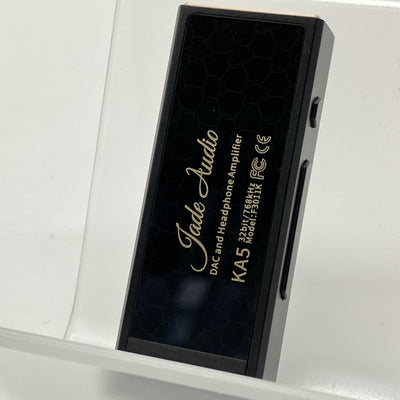 Jade Audio
DAC and Headphone Amplifier
KA5
32bit/768kHz
Model:F3011K
FC CE